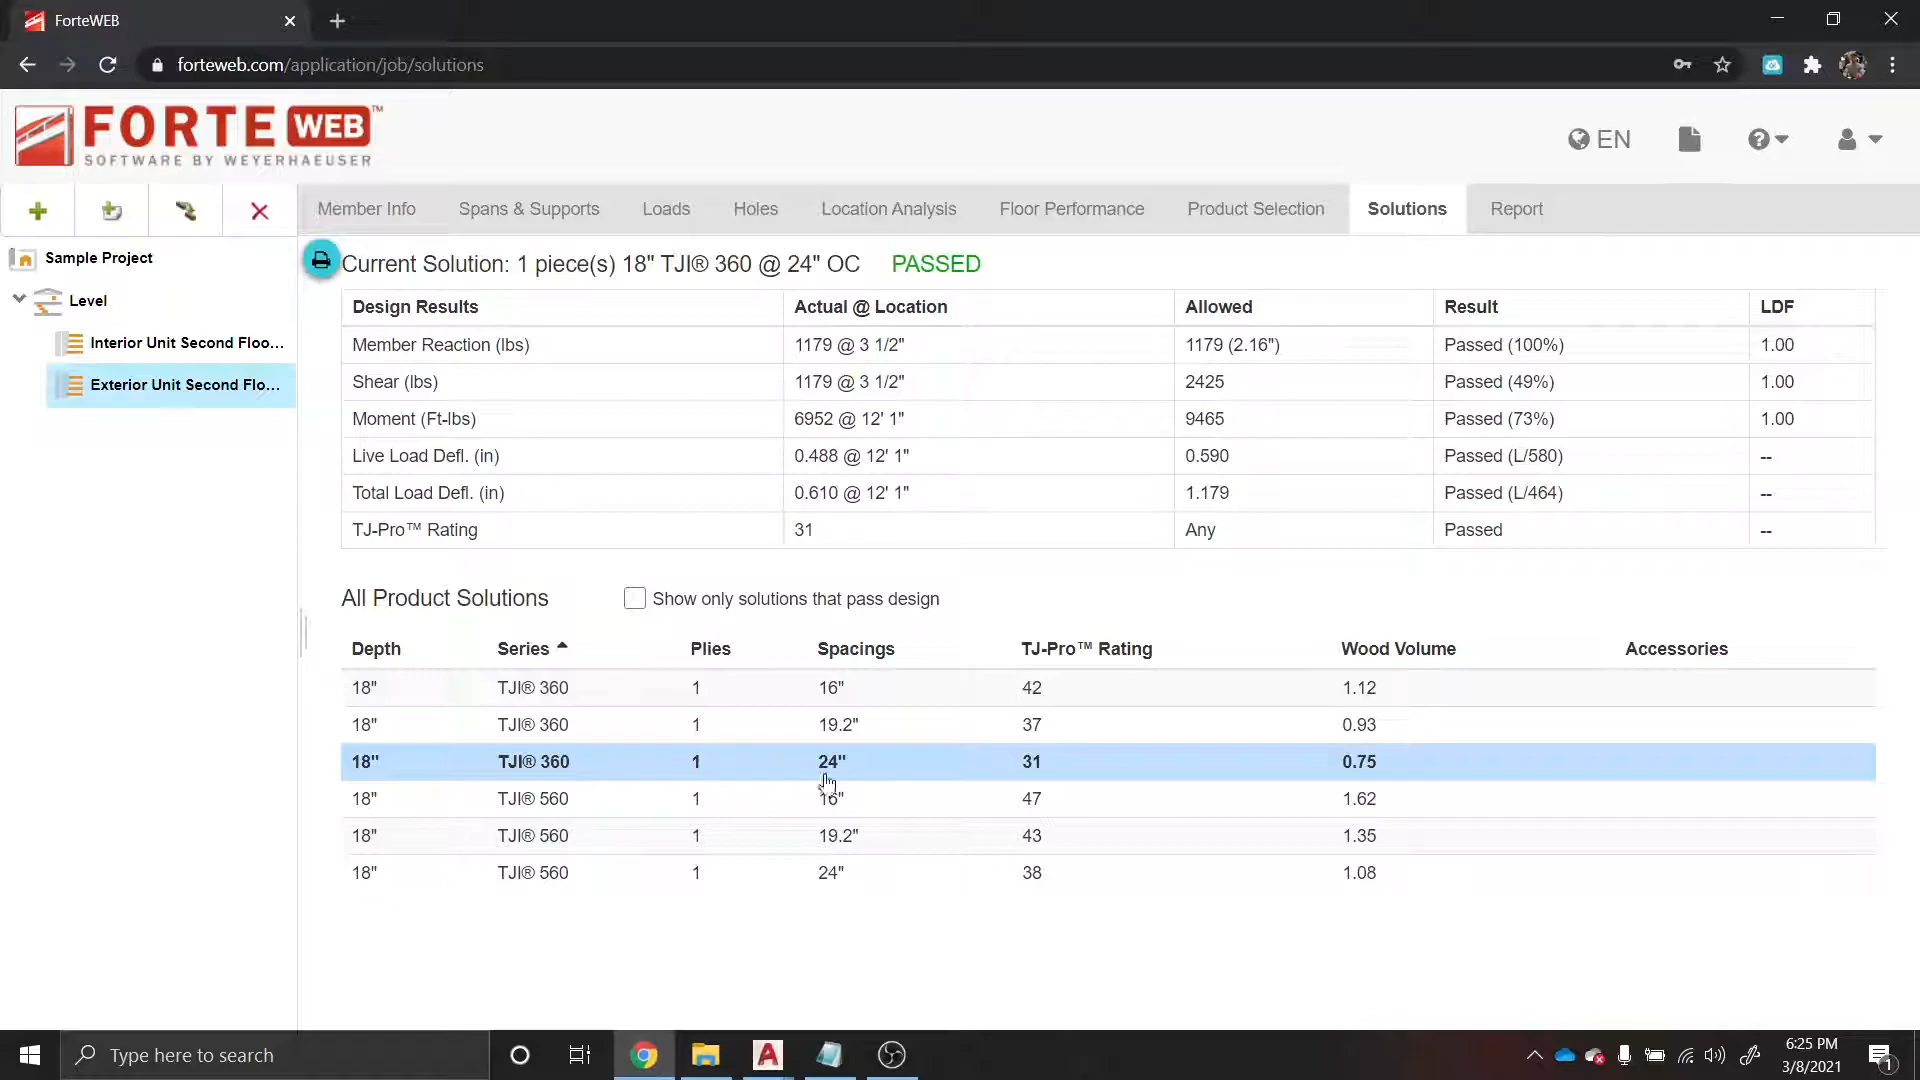 ForteWEB
forteweb.com/application/job/solutions
FORTE WEB™
SOFTWARE BY WEYERHAEUSER
EN
Member Info Spans & Supports Loads Holes Location Analysis Floor Performance Product Selection Solutions Report
Sample Project
Level
Interior Unit Second Floo...
Exterior Unit Second Flo...
Current Solution: 1 piece(s) 18" TJI® 360 @ 24" OC PASSED
Design Results Actual @ Location Allowed Result LDF
Member Reaction (lbs) 1179 @ 3 1/2" 1179 (2.16") Passed (100%) 1.00
Shear (lbs) 1179 @ 3 1/2" 2425 Passed (49%) 1.00
Moment (Ft-lbs) 6952 @ 12' 1" 9465 Passed (73%) 1.00
Live Load Defl. (in) 0.488 @ 12' 1" 0.590 Passed (L/580) --
Total Load Defl. (in) 0.610 @ 12' 1" 1.179 Passed (L/464) --
TJ-Pro™ Rating 31 Any Passed --
All Product Solutions Show only solutions that pass design
Depth Series Plies Spacings TJ-Pro™ Rating Wood Volume Accessories
18" TJI® 360 1 16" 42 1.12
18" TJI® 360 1 19.2" 37 0.93
18" TJI® 360 1 24" 31 0.75
18" TJI® 560 1 16" 47 1.62
18" TJI® 560 1 19.2" 43 1.35
18" TJI® 560 1 24" 38 1.08
Type here to search
6:25 PM
3/8/2021
1